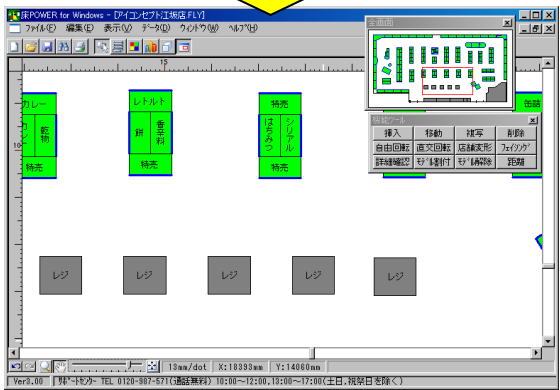 床POWER for Windows - [アイコンセプト江坂店.FLY]
ファイル(F) 編集(E) 表示(V) データ(D) ウィンドウ(W) ヘルプ(H)
全画面
15
10
カレー
乾物
特売
レトルト
餅
香辛料
特売
特売
はちみつ
シリアル
特売
缶詰
機能ツール
挿入 移動 複写 削除
自由回転 直交回転 店舗変形 フェイシング
詳細確認 モデル割付 モデル解除 距離
レジ レジ レジ レジ レジ
13mm/dot X:18393mm Y:14060mm
Ver3.00 サポートセンター TEL 0120-987-571(通話無料) 10:00～12:00,13:00～17:00(土日,祝祭日を除く)